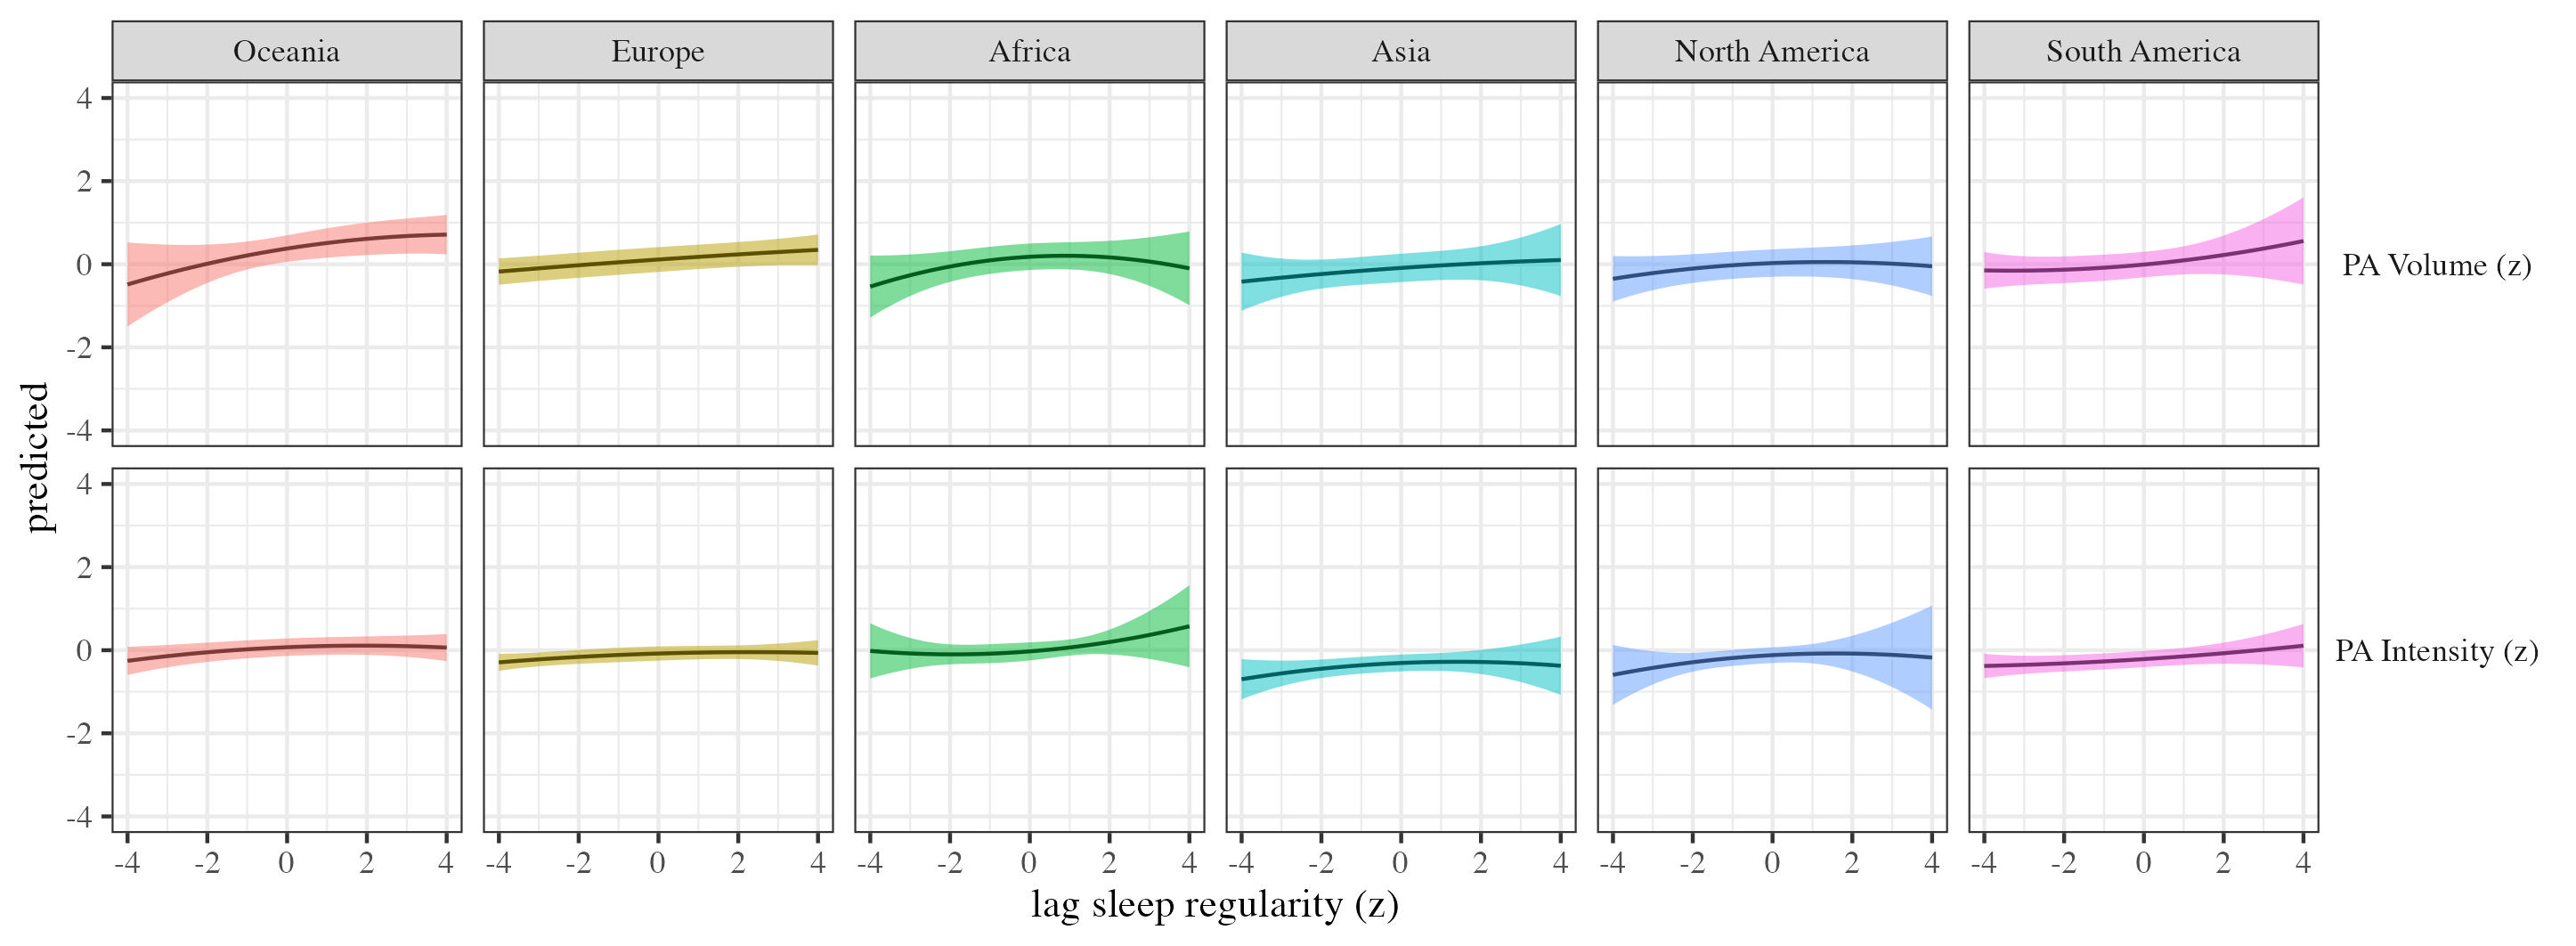 Oceania Europe Africa Asia North America South America
4
2
0
-2
-4
PA Volume (z)
predicted
4
2
0
-2
-4
PA Intensity (z)
-4 -2 0 2 4 -4 -2 0 2 4 -4 -2 0 2 4 -4 -2 0 2 4 -4 -2 0 2 4 -4 -2 0 2 4
lag sleep regularity (z)